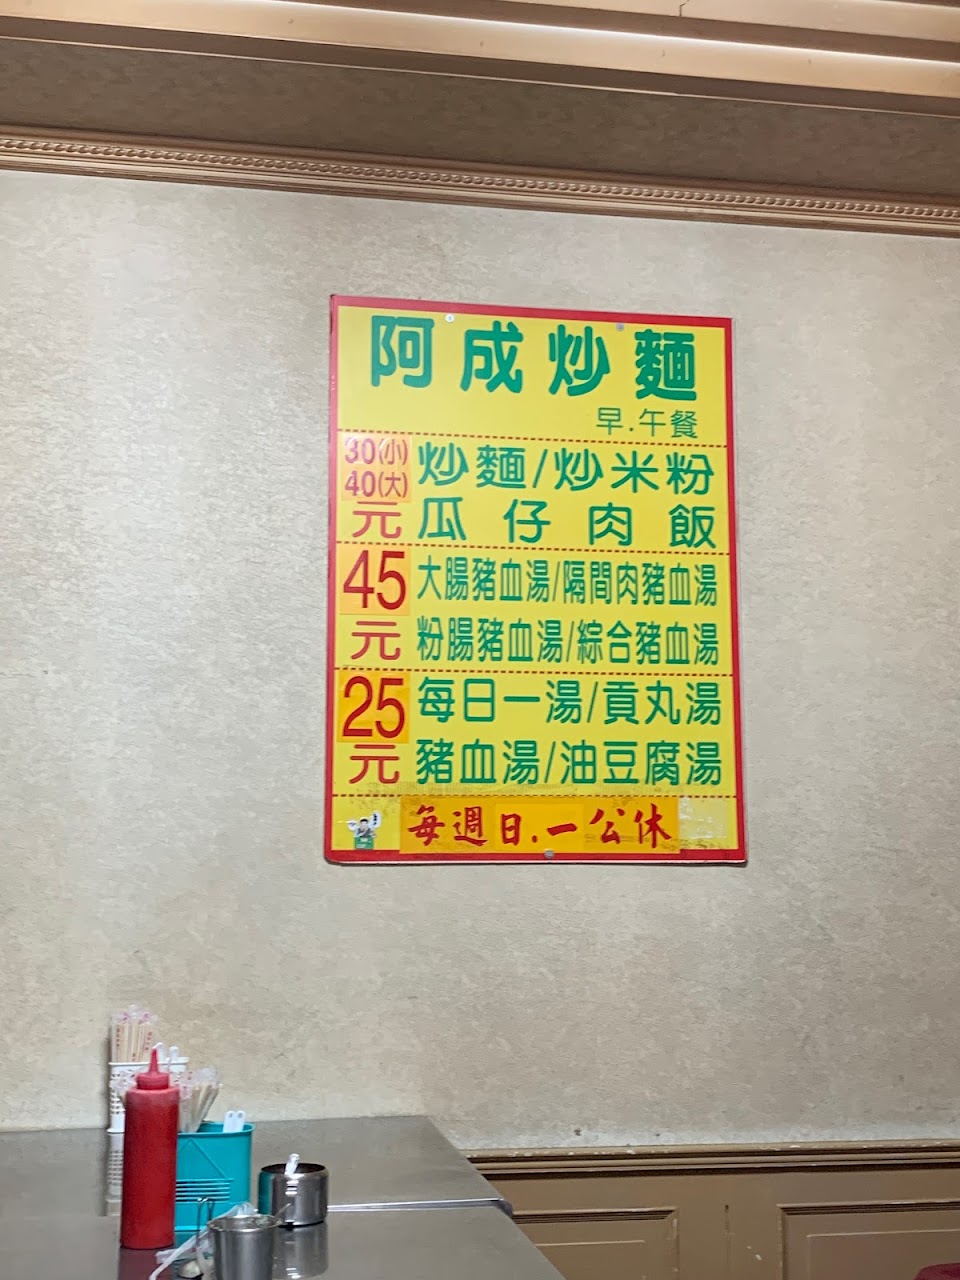 阿成炒麵
早.午餐
30(小)
40(大)
元
炒麵/炒米粉
瓜仔肉飯
45
元
大腸豬血湯/隔間肉豬血湯
粉腸豬血湯/綜合豬血湯
25
元
每日一湯/貢丸湯
豬血湯/油豆腐湯
每週日.一公休